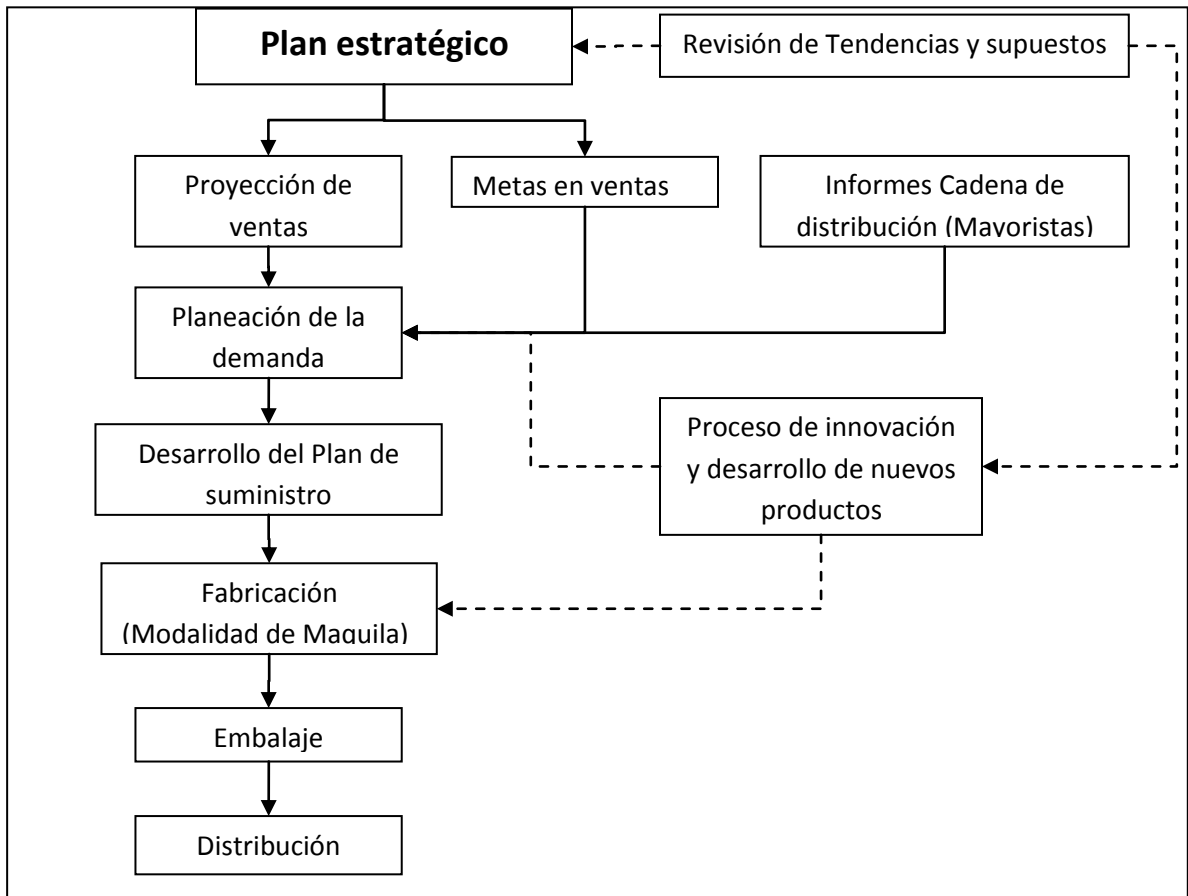 Plan estratégico
Revisión de Tendencias y supuestos
Proyección de
ventas
Metas en ventas
Informes Cadena de
distribución (Mayoristas)
Planeación de la
demanda
Desarrollo del Plan de
suministro
Proceso de innovación
y desarrollo de nuevos
productos
Fabricación
(Modalidad de Maquila)
Embalaje
Distribución